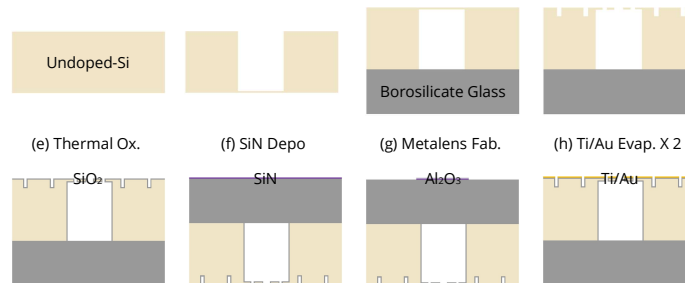 Undoped-Si
Borosilicate Glass
(e) Thermal Ox.
(f) SiN Depo
(g) Metalens Fab.
(h) Ti/Au Evap. X 2
SiO₂
SiN
Al₂O₃
Ti/Au